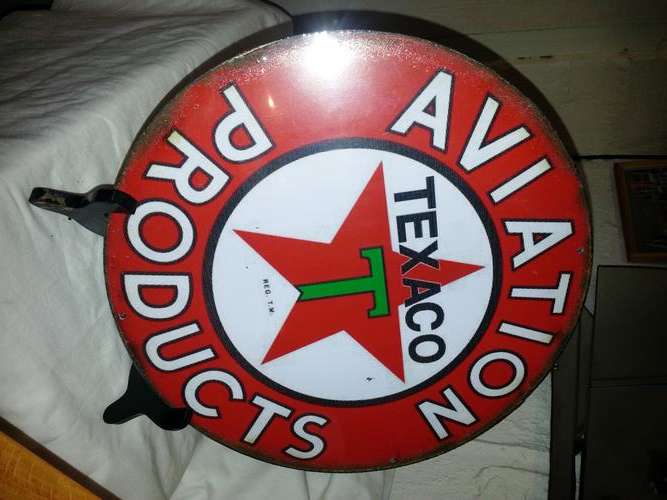 AVIATION
TEXACO
T
REG. T.M.
PRODUCTS